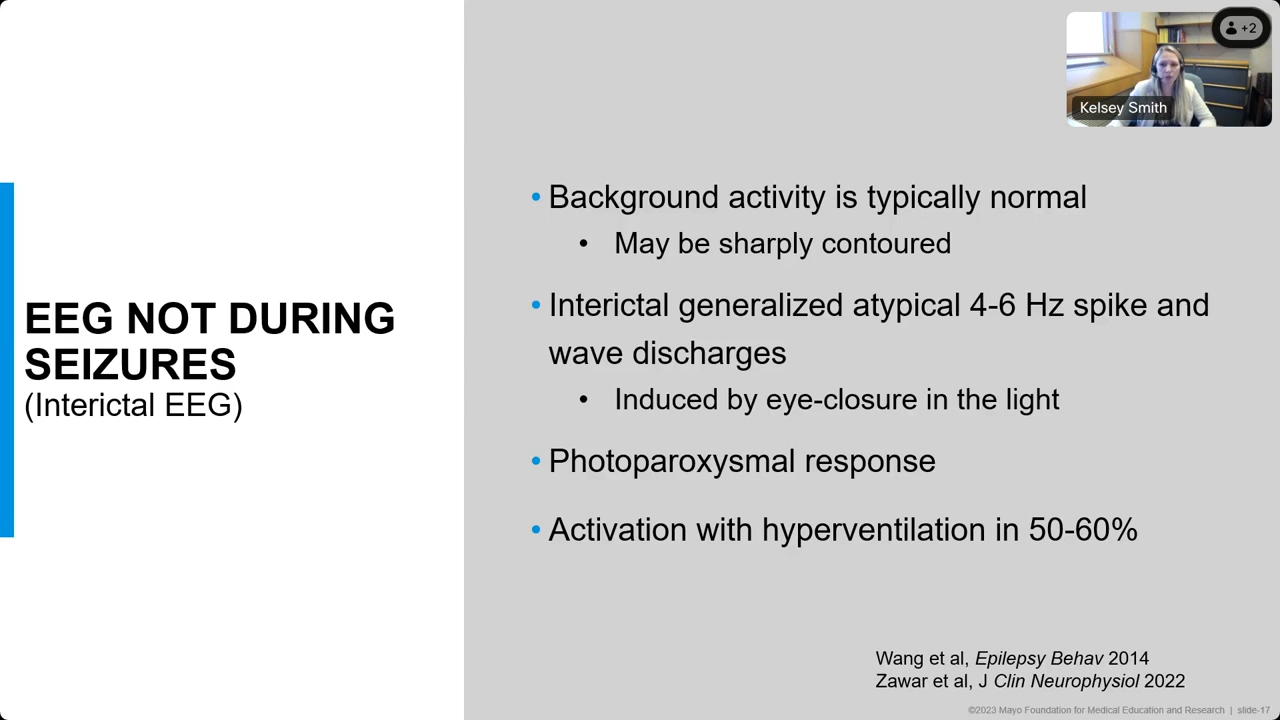 +2
Kelsey Smith
EEG NOT DURING
SEIZURES
(Interictal EEG)
• Background activity is typically normal
• May be sharply contoured
• Interictal generalized atypical 4-6 Hz spike and
wave discharges
• Induced by eye-closure in the light
• Photoparoxysmal response
• Activation with hyperventilation in 50-60%
Wang et al, Epilepsy Behav 2014
Zawar et al, J Clin Neurophysiol 2022
©2023 Mayo Foundation for Medical Education and Research | slide-17